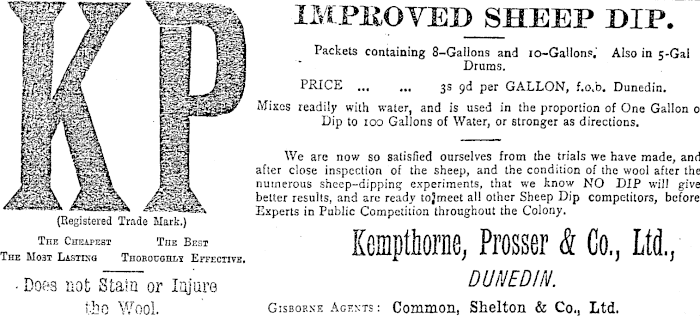 KP
(Registered Trade Mark.)
THE CHEAPEST THE BEST
THE MOST LASTING THOROUGHLY EFFECTIVE.
Does not Stain or Injure
the Wool.
IMPROVED SHEEP DIP.
Packets containing 8-Gallons and 10-Gallons. Also in 5-Gal
Drums.
PRICE ... ... 3s 9d per GALLON, f.o.b. Dunedin.
Mixes readily with water, and is used in the proportion of One Gallon o
Dip to 100 Gallons of Water, or stronger as directions.
We are now so satisfied ourselves from the trials we have made, and
after close inspection of the sheep, and the condition of the wool after the
numerous sheep-dipping experiments, that we know NO DIP will give
better results, and are ready to meet all other Sheep Dip competitors, before
Experts in Public Competition throughout the Colony.
Kempthorne, Prosser & Co., Ltd.,
DUNEDIN.
GISBORNE AGENTS: Common, Shelton & Co., Ltd.